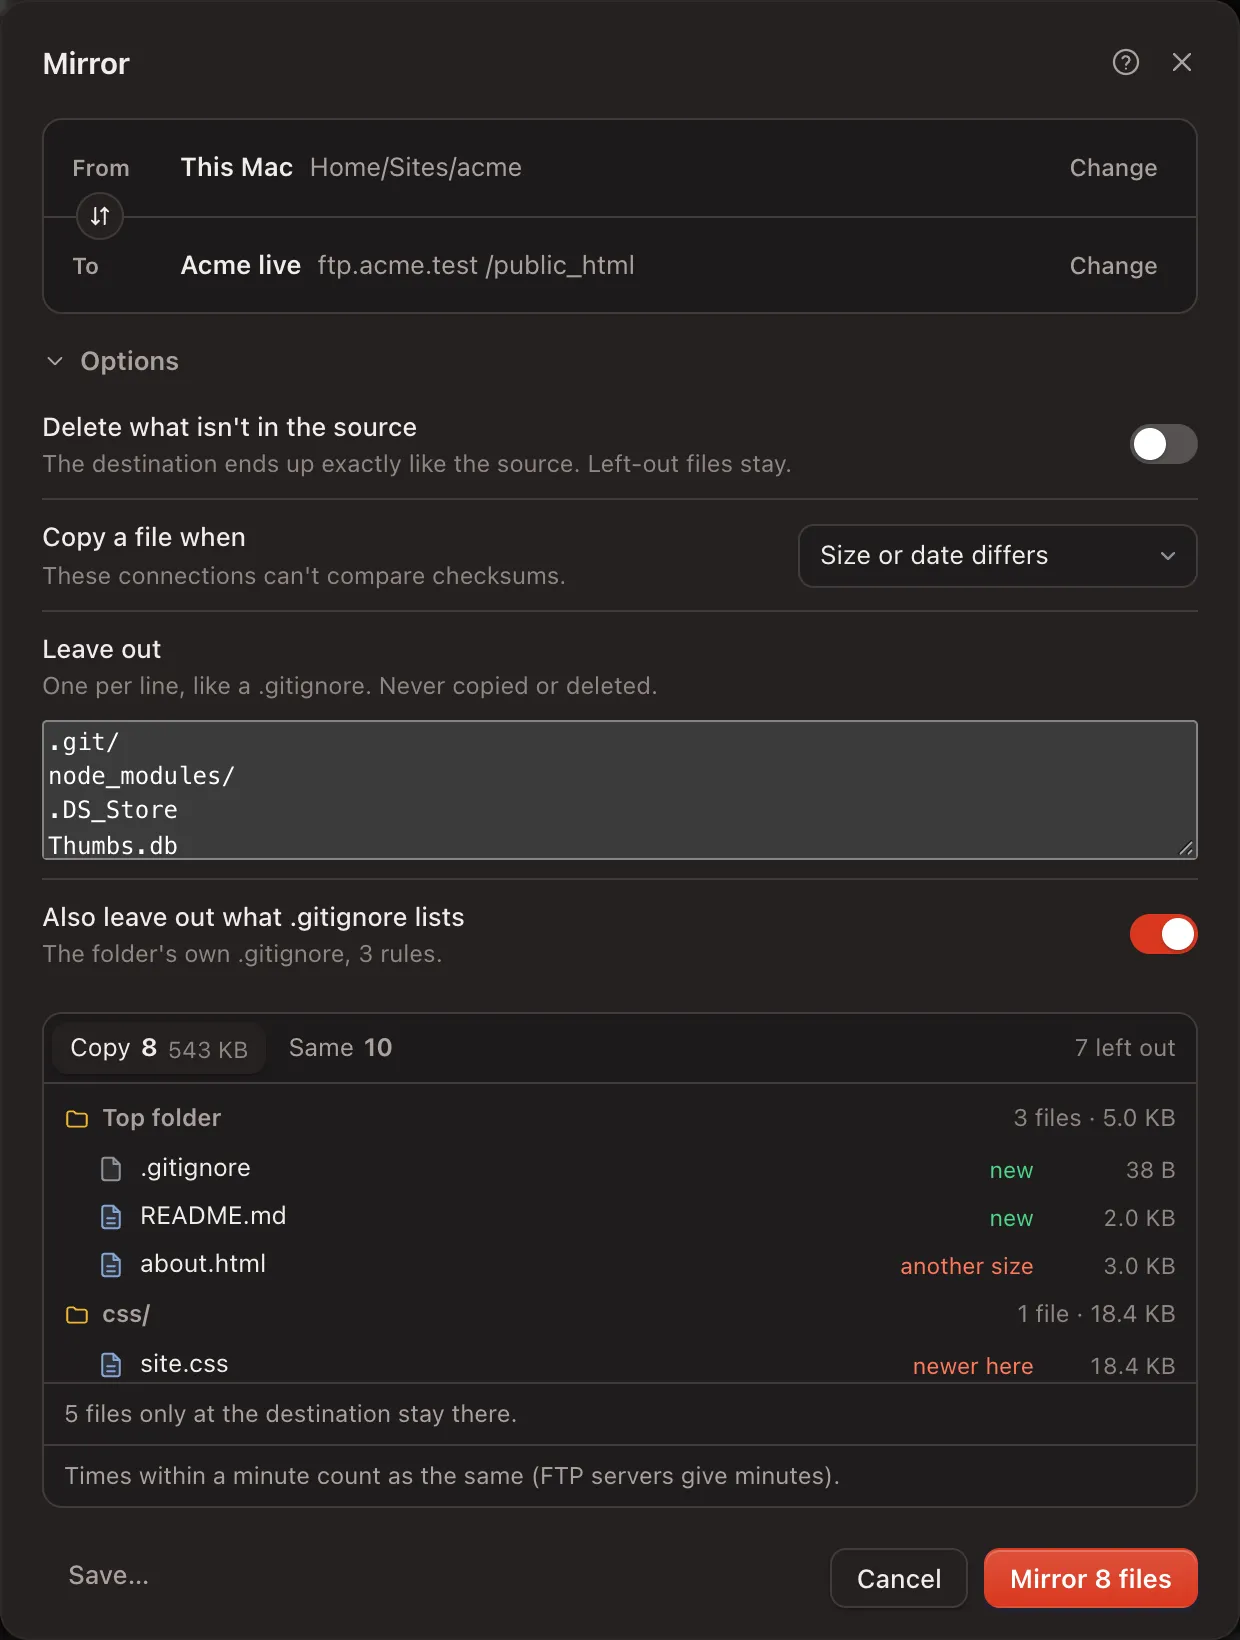 Mirror
From This Mac Home/Sites/acme Change
To Acme live ftp.acme.test /public_html Change
Options
Delete what isn't in the source
The destination ends up exactly like the source. Left-out files stay.
Copy a file when
These connections can't compare checksums.
Size or date differs
Leave out
One per line, like a .gitignore. Never copied or deleted.
.git/
node_modules/
.DS_Store
Thumbs.db
Also leave out what .gitignore lists
The folder's own .gitignore, 3 rules.
Copy 8 543 KB Same 10 7 left out
Top folder 3 files · 5.0 KB
.gitignore new 38 B
README.md new 2.0 KB
about.html another size 3.0 KB
css/ 1 file · 18.4 KB
site.css newer here 18.4 KB
5 files only at the destination stay there.
Times within a minute count as the same (FTP servers give minutes).
Save... Cancel Mirror 8 files